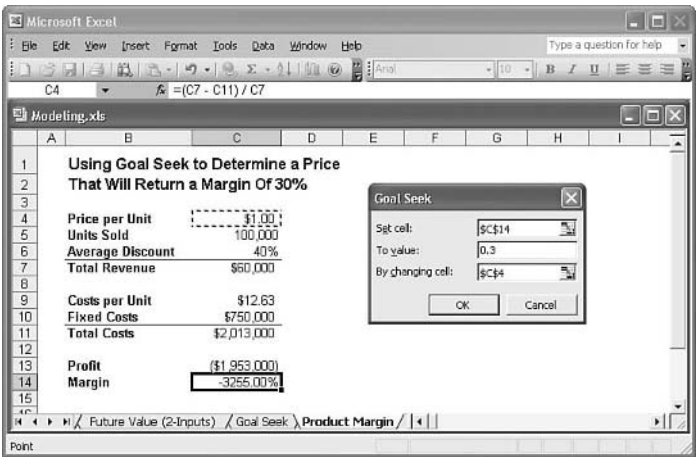 Microsoft Excel
File Edit View Insert Format Tools Data Window Help Type a question for help
Arial 10 B I U
C4 fx =(C7 - C11) / C7
Modeling.xls
A B C D E F G H I
1 Using Goal Seek to Determine a Price
2 That Will Return a Margin Of 30%
3
4 Price per Unit $1.00
5 Units Sold 100,000
6 Average Discount 40%
7 Total Revenue $60,000
8
9 Costs per Unit $12.63
10 Fixed Costs $750,000
11 Total Costs $2,013,000
12
13 Profit ($1,953,000)
14 Margin -3255.00%
15
Goal Seek
Set cell: $C$14
To value: 0.3
By changing cell: $C$4
OK Cancel
Future Value (2-Inputs) Goal Seek Product Margin
Point